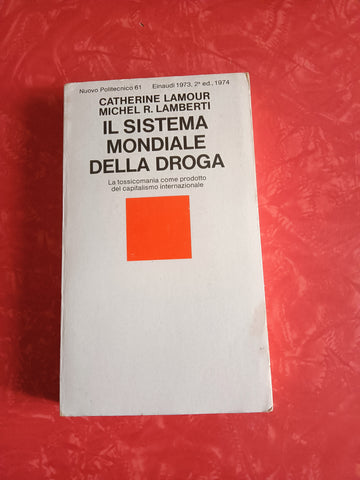 Nuovo Politecnico 61 Einaudi 1973, 2ª ed., 1974
CATHERINE LAMOUR
MICHEL R. LAMBERTI
IL SISTEMA
MONDIALE
DELLA DROGA
La tossicomania come prodotto
del capitalismo internazionale